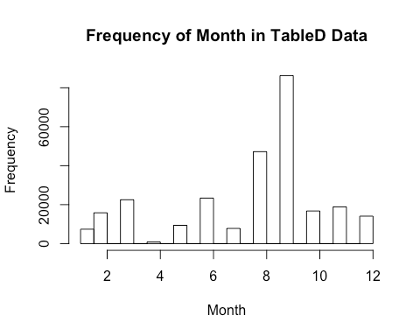 Frequency of Month in TableD Data
Frequency
60000
20000
0
2 4 6 8 10 12
Month